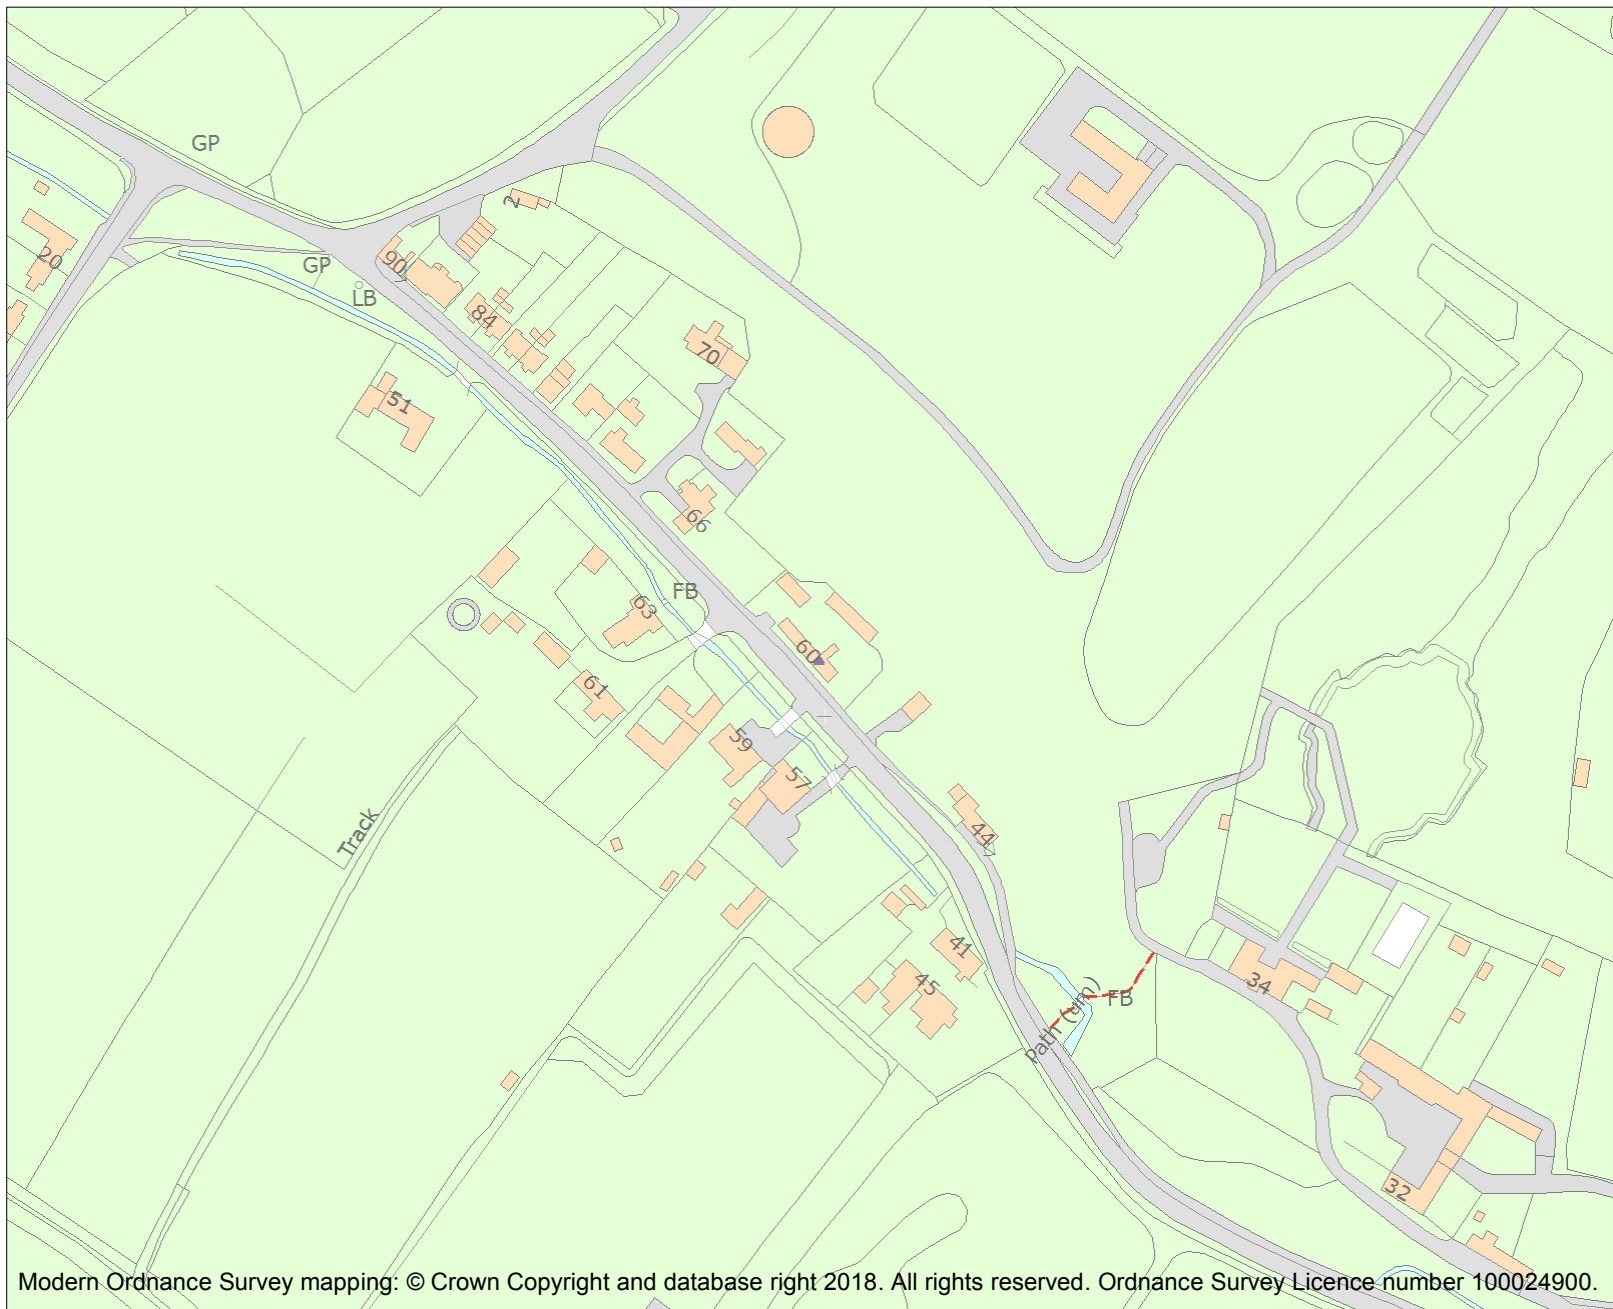 GP
2
20
90
GP
LB
84
70
51
66
FB
63
60
61
59
57
Track
44
41
45
34
FB
path (um)
32
Modern Ordnance Survey mapping: © Crown Copyright and database right 2018. All rights reserved. Ordnance Survey Licence number 100024900.